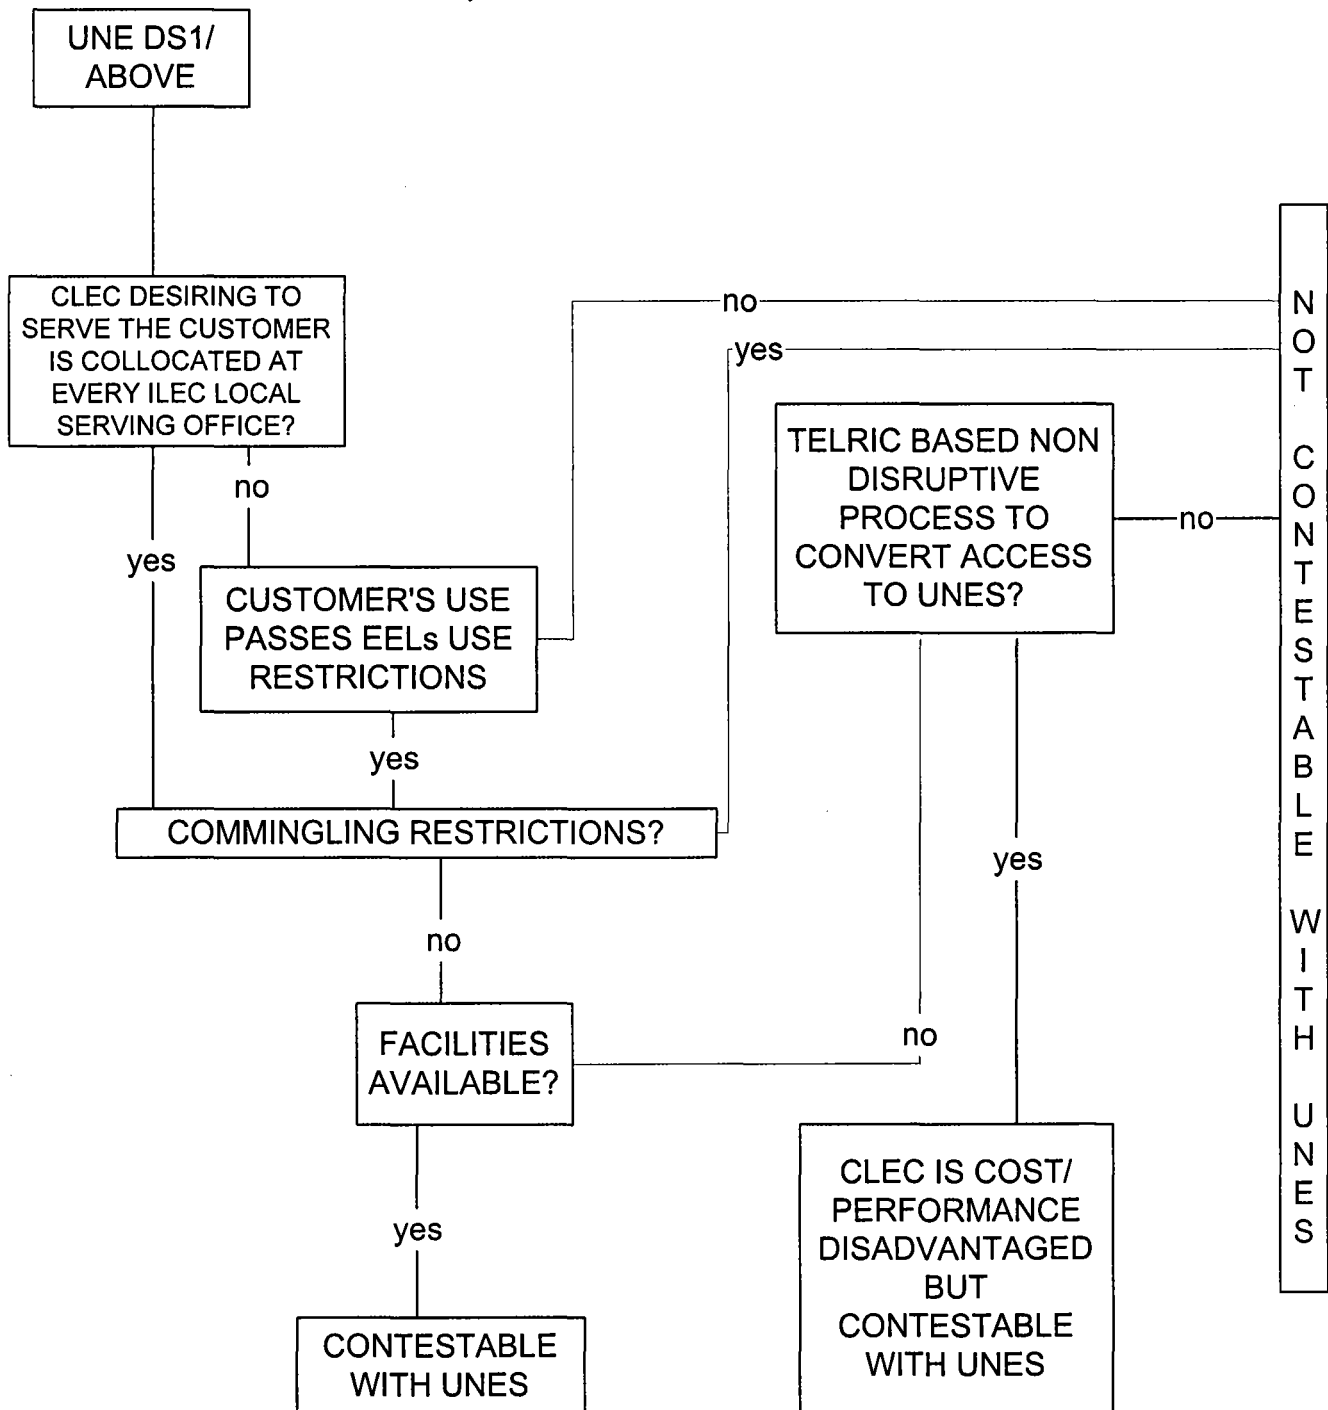 UNE DS1/
ABOVE
CLEC DESIRING TO
SERVE THE CUSTOMER
IS COLLOCATED AT
EVERY ILEC LOCAL
SERVING OFFICE?
no
yes
CUSTOMER'S USE
PASSES EELs USE
RESTRICTIONS
no
yes
COMMINGLING RESTRICTIONS?
yes
no
FACILITIES
AVAILABLE?
no
yes
CONTESTABLE
WITH UNES
TELRIC BASED NON
DISRUPTIVE
PROCESS TO
CONVERT ACCESS
TO UNES?
no
yes
CLEC IS COST/
PERFORMANCE
DISADVANTAGED
BUT
CONTESTABLE
WITH UNES
NOT CONTESTABLE WITH UNES